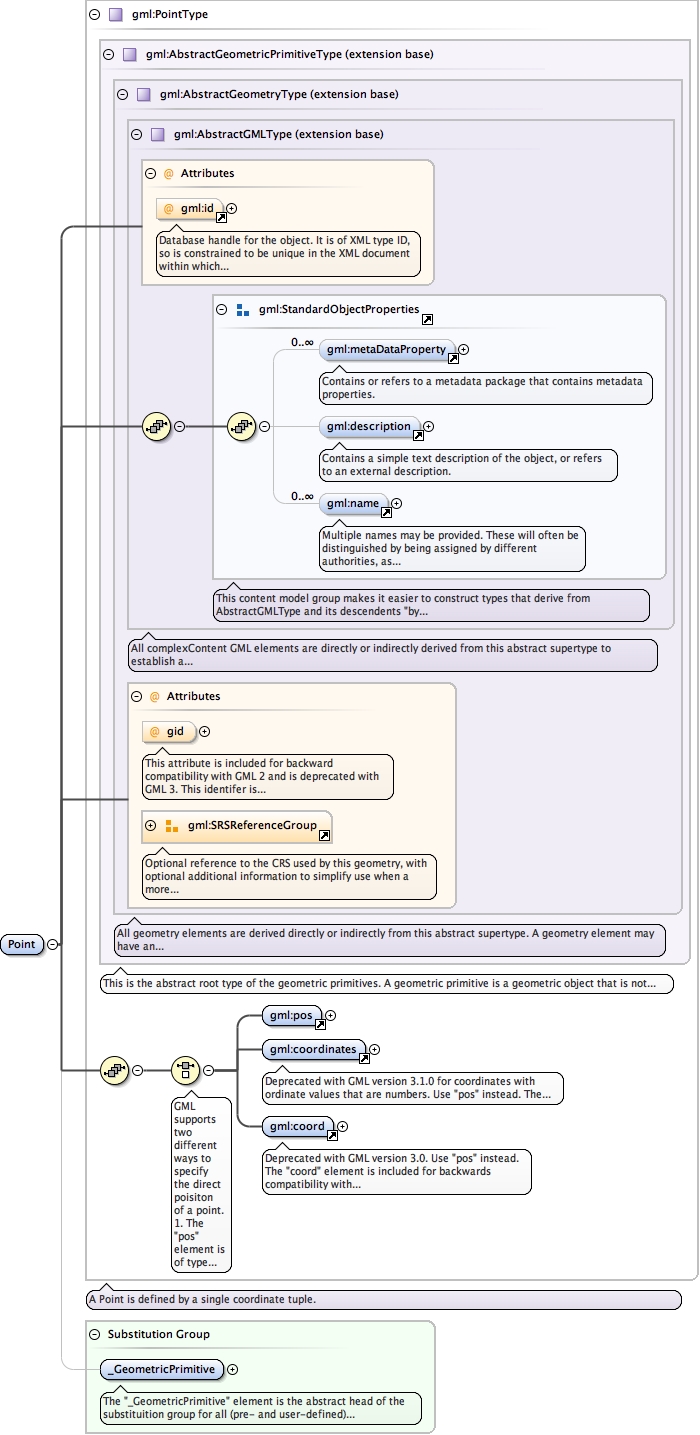 gml:PointType
gml:AbstractGeometricPrimitiveType (extension base)
gml:AbstractGeometryType (extension base)
gml:AbstractGMLType (extension base)
@ Attributes
@ gml:id
Database handle for the object. It is of XML type ID,
so is constrained to be unique in the XML document
within which...
gml:StandardObjectProperties
0..∞
gml:metaDataProperty
Contains or refers to a metadata package that contains metadata
properties.
gml:description
Contains a simple text description of the object, or refers
to an external description.
0..∞
gml:name
Multiple names may be provided. These will often be
distinguished by being assigned by different
authorities, as...
This content model group makes it easier to construct types that derive from
AbstractGMLType and its descendents "by...
All complexContent GML elements are directly or indirectly derived from this abstract supertype to
establish a...
@ Attributes
@ gid
This attribute is included for backward
compatibility with GML 2 and is deprecated with
GML 3. This identifer is...
gml:SRSReferenceGroup
Optional reference to the CRS used by this geometry, with
optional additional information to simplify use when a
more...
All geometry elements are derived directly or indirectly from this abstract supertype. A geometry element may
have an...
Point
This is the abstract root type of the geometric primitives. A geometric primitive is a geometric object that is not...
gml:pos
gml:coordinates
Deprecated with GML version 3.1.0 for coordinates with
ordinate values that are numbers. Use "pos" instead. The...
gml:coord
Deprecated with GML version 3.0. Use "pos" instead.
The "coord" element is included for backwards
compatibility with...
GML
supports
two
different
ways to
specify
the direct
poisiton
of a point.
1. The
"pos"
element is
of type...
A Point is defined by a single coordinate tuple.
Substitution Group
_GeometricPrimitive
The "_GeometricPrimitive" element is the abstract head of the
substituition group for all (pre- and user-defined)...